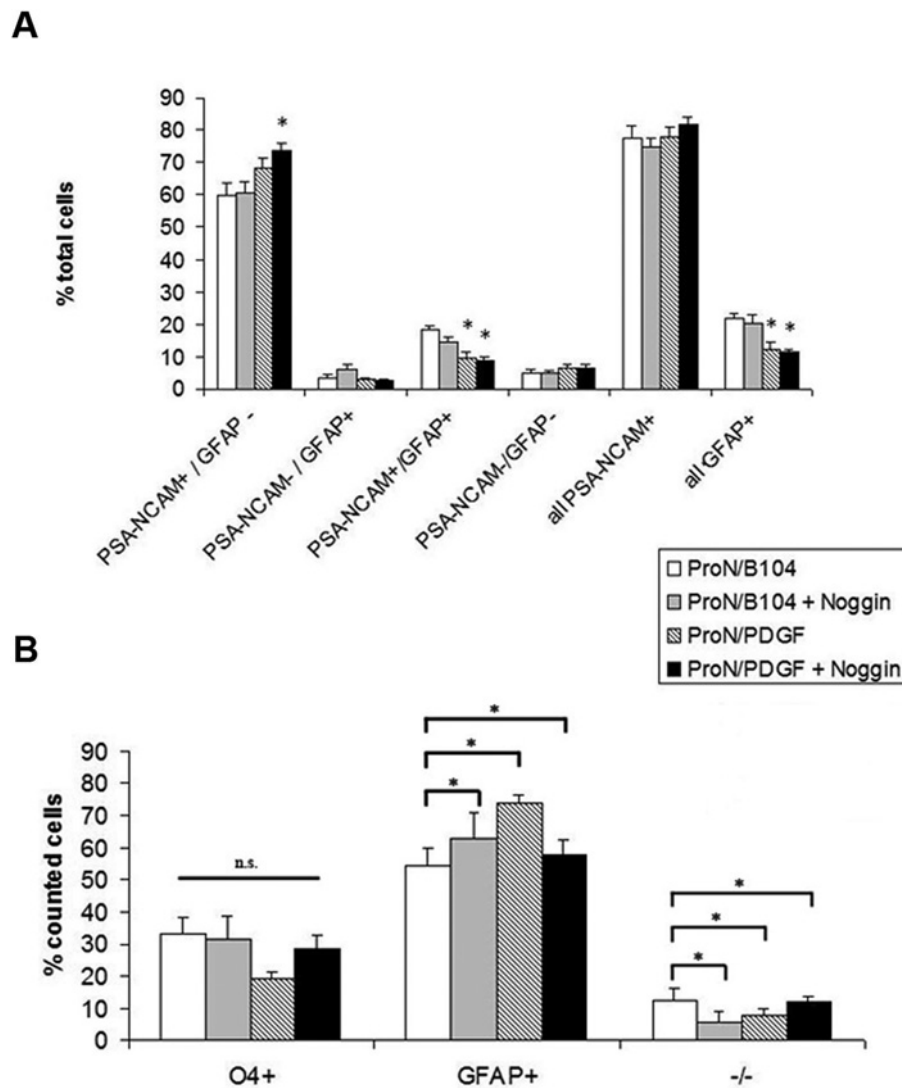 A
% total cells
90
*
80
70
60
50
40
30
* *
* *
20
10
0
PSA-NCAM+ / GFAP -
PSA-NCAM- / GFAP+
PSA-NCAM+/GFAP+
PSA-NCAM-/GFAP-
all PSA-NCAM+
all GFAP+
ProN/B104
ProN/B104 + Noggin
ProN/PDGF
ProN/PDGF + Noggin
B
% counted cells
90
80
70
60
50
40
30
20
10
0
n.s.
*
*
*
*
*
*
O4+
GFAP+
-/-